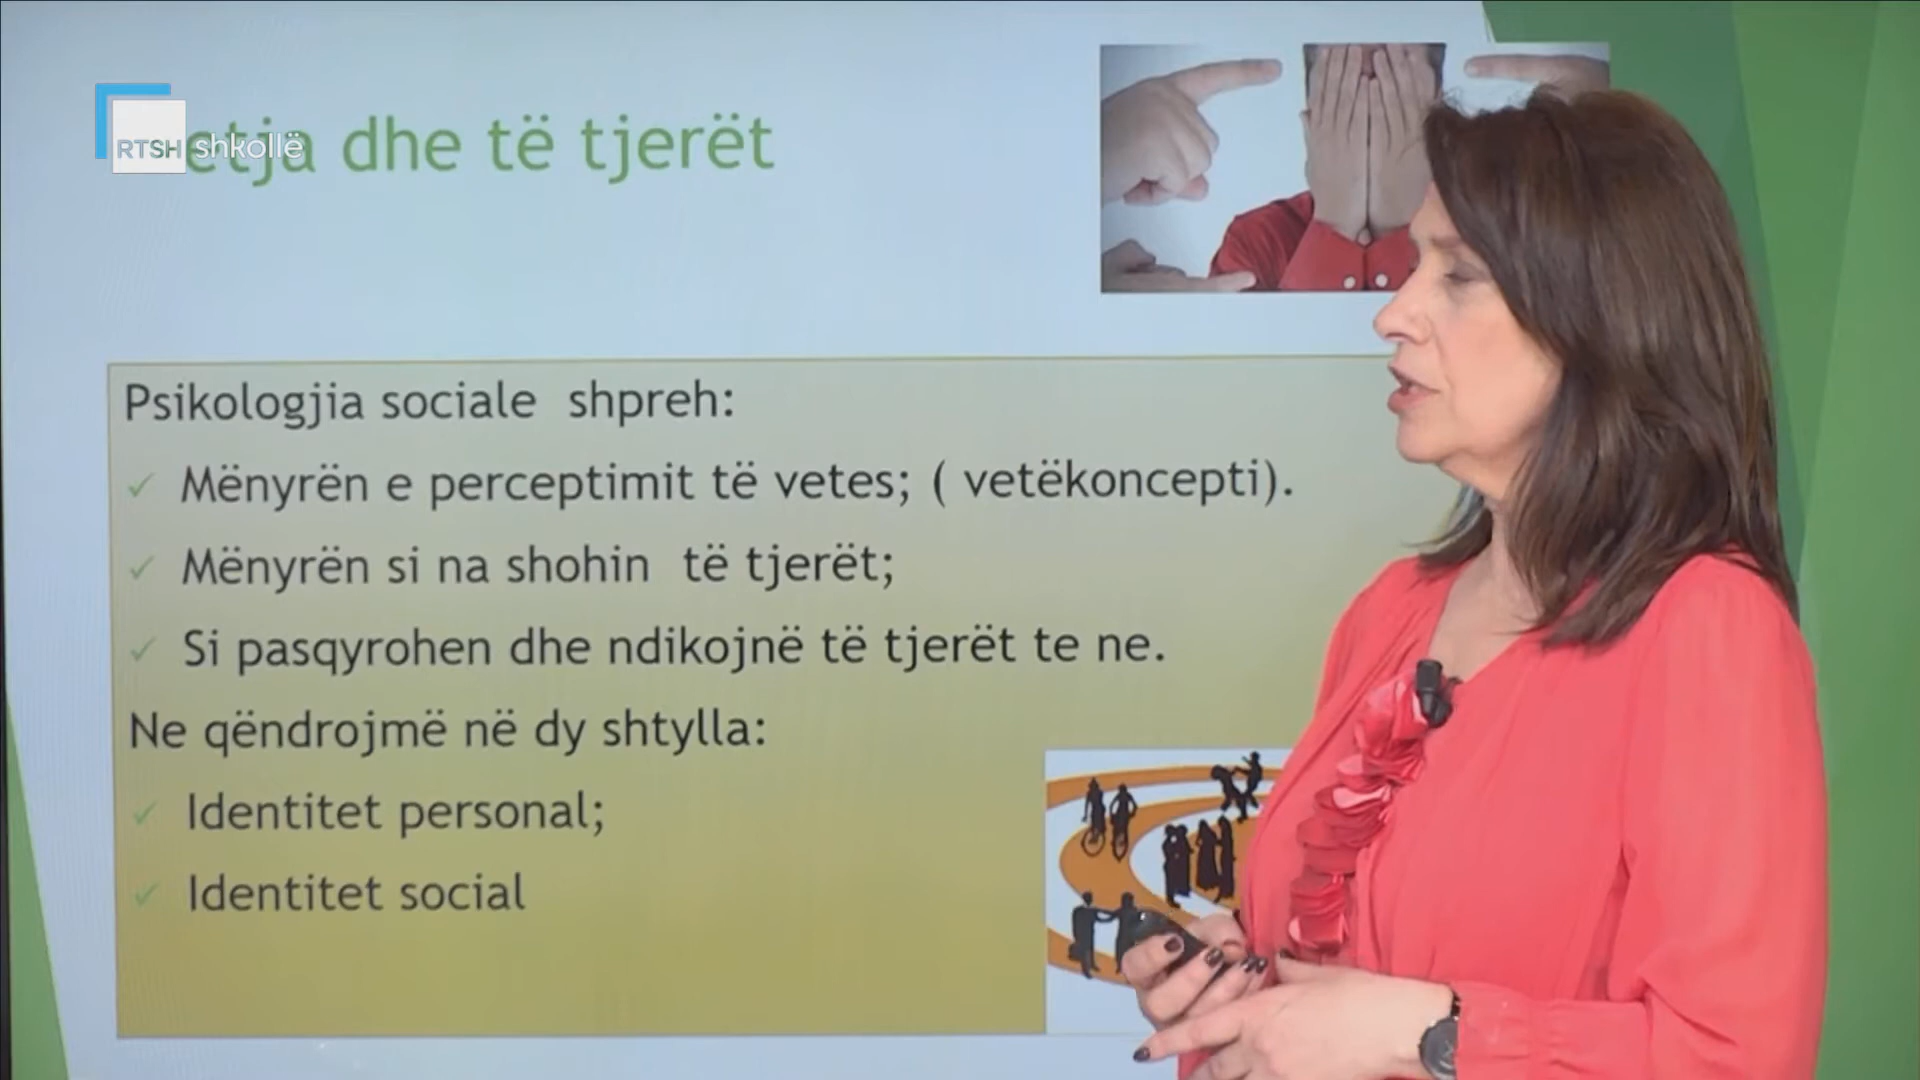 RTSH shkollë
dhe të tjerët
Psikologjia sociale shpreh:
Mënyrën e perceptimit të vetes; ( vetëkoncepti).
Mënyrën si na shohin të tjerët;
Si pasqyrohen dhe ndikojnë të tjerët te ne.
Ne qëndrojmë në dy shtylla:
Identitet personal;
Identitet social